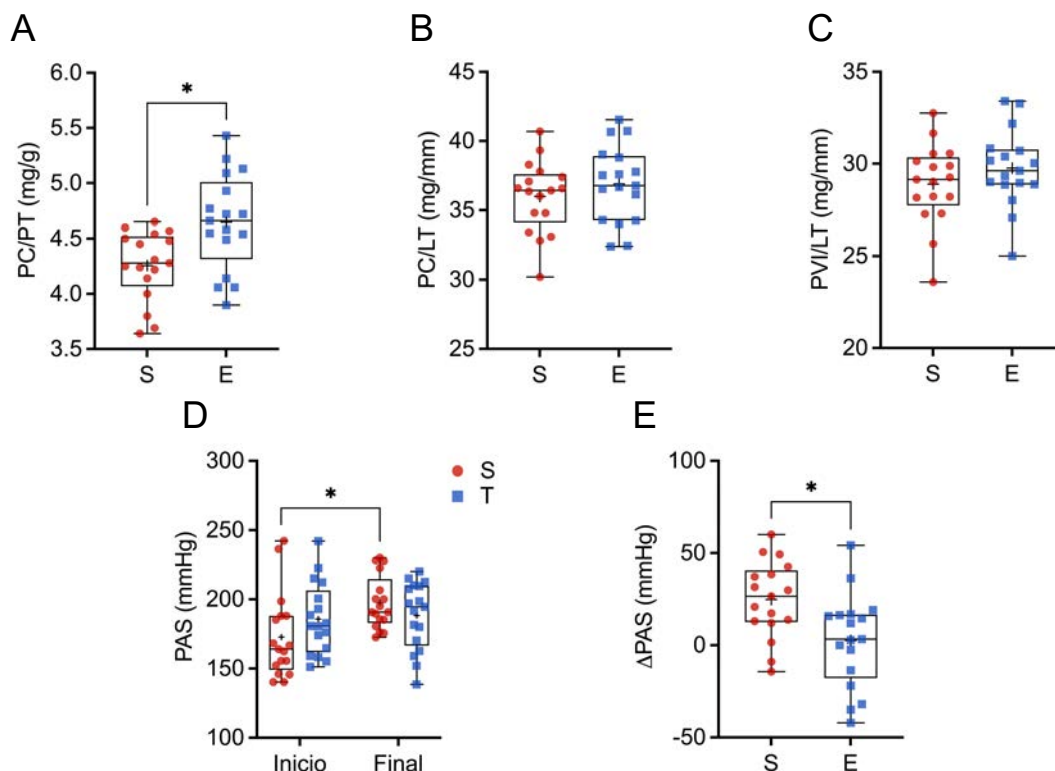 A
PC/PT (mg/g)
6.0
5.5
5.0
4.5
4.0
3.5
*
S
E
B
PC/LT (mg/mm)
45
40
35
30
25
S
E
C
PVI/LT (mg/mm)
35
30
25
20
S
E
D
PAS (mmHg)
300
250
200
150
100
*
Inicio
Final
S
T
E
ΔPAS (mmHg)
100
50
0
-50
*
S
E